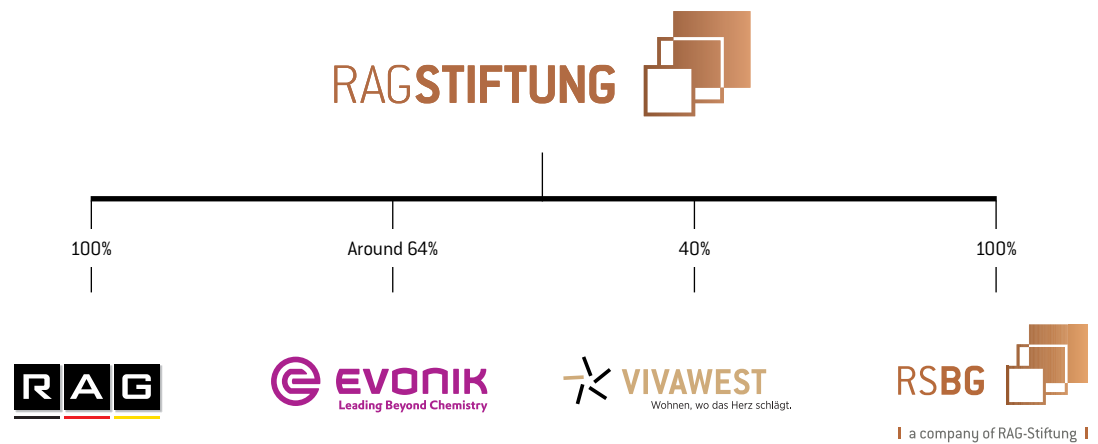 RAGSTIFTUNG
100%
Around 64%
40%
100%
RAG
EVONIK
Leading Beyond Chemistry
VIVAWEST
Wohnen, wo das Herz schlägt.
RSBG
a company of RAG-Stiftung